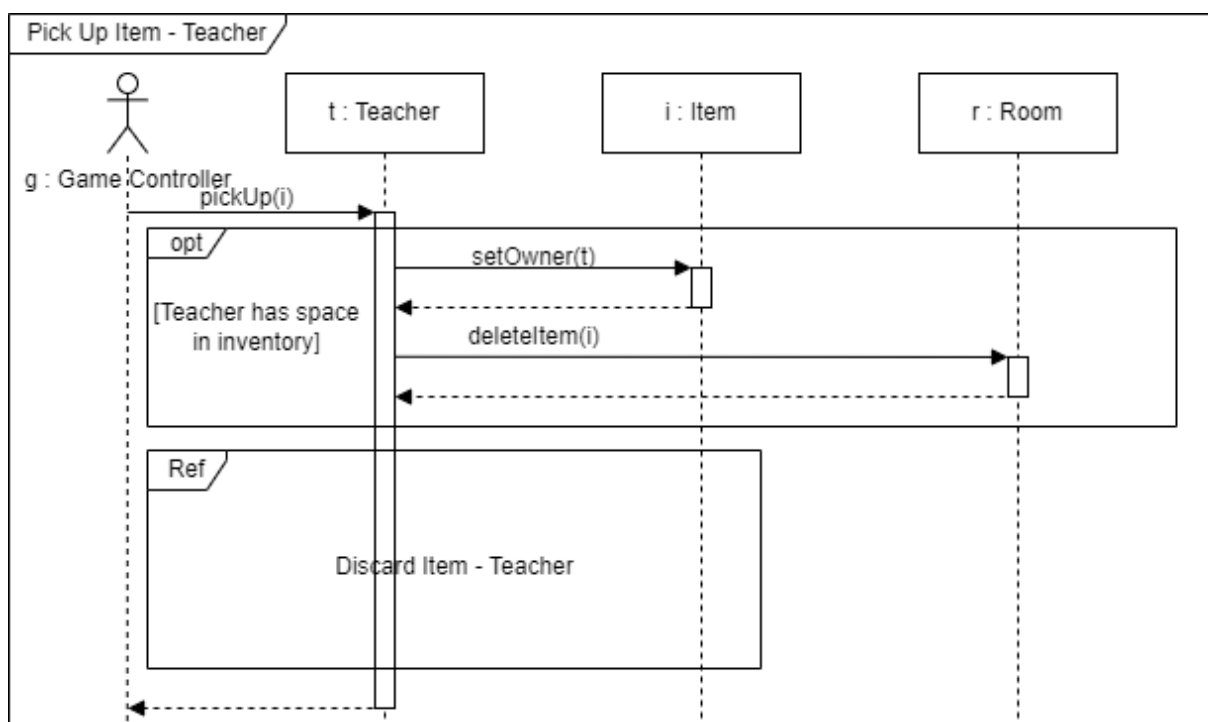 Pick Up Item - Teacher
t : Teacher
i : Item
r : Room
g : Game Controller
pickUp(i)
opt
setOwner(t)
[Teacher has space
in inventory]
deleteItem(i)
Ref
Discard Item - Teacher